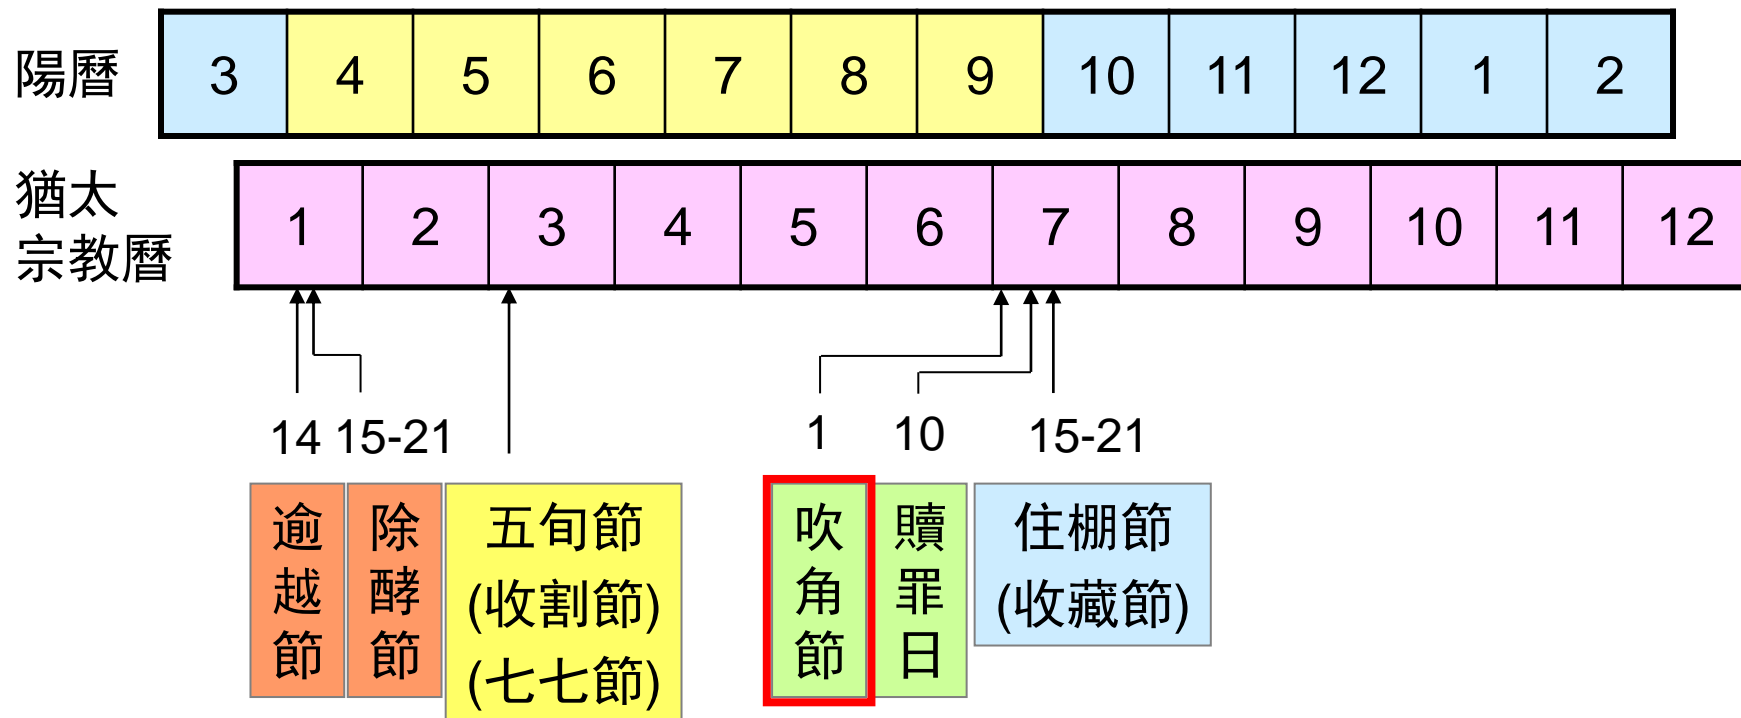 陽曆 3 4 5 6 7 8 9 10 11 12 1 2
猶太
宗教曆
1 2 3 4 5 6 7 8 9 10 11 12
14 15-21 1 10 15-21
逾越節
除酵節
五旬節
(收割節)
(七七節)
吹角節
贖罪日
住棚節
(收藏節)